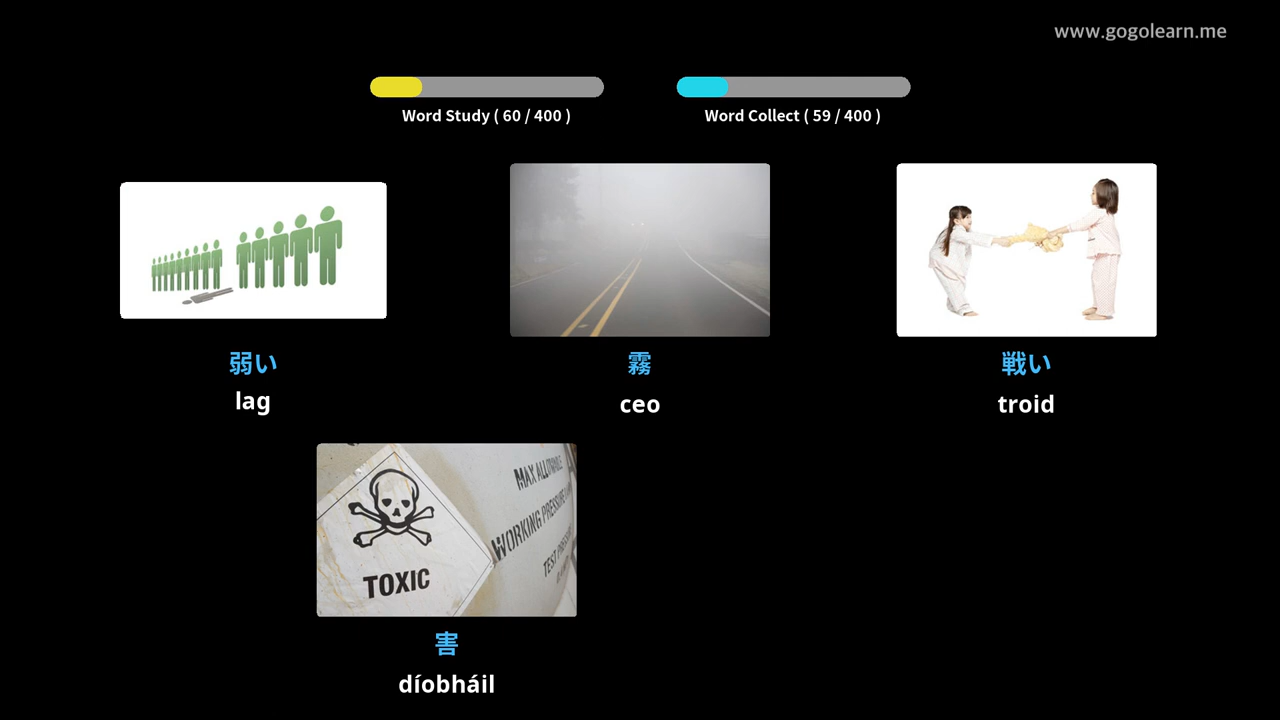 www.gogolearn.me
Word Study ( 60 / 400 )
Word Collect ( 59 / 400 )
弱い
lag
霧
ceo
戦い
troid
TOXIC
MAX ALLOWABLE
WORKING PRESSURE
TEST
害
díobháil